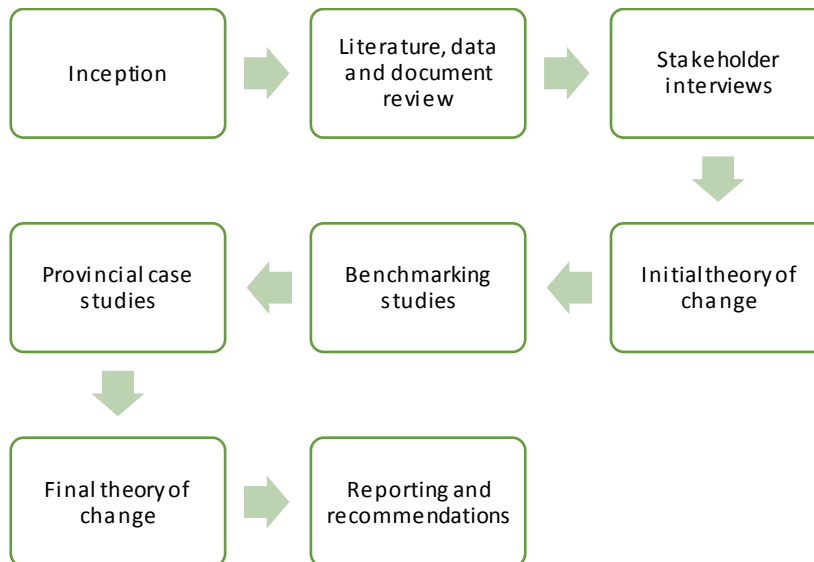 Inception
Literature, data
and document
review
Stakeholder
interviews
Initial theory of
change
Benchmarking
studies
Provincial case
studies
Final theory of
change
Reporting and
recommendations